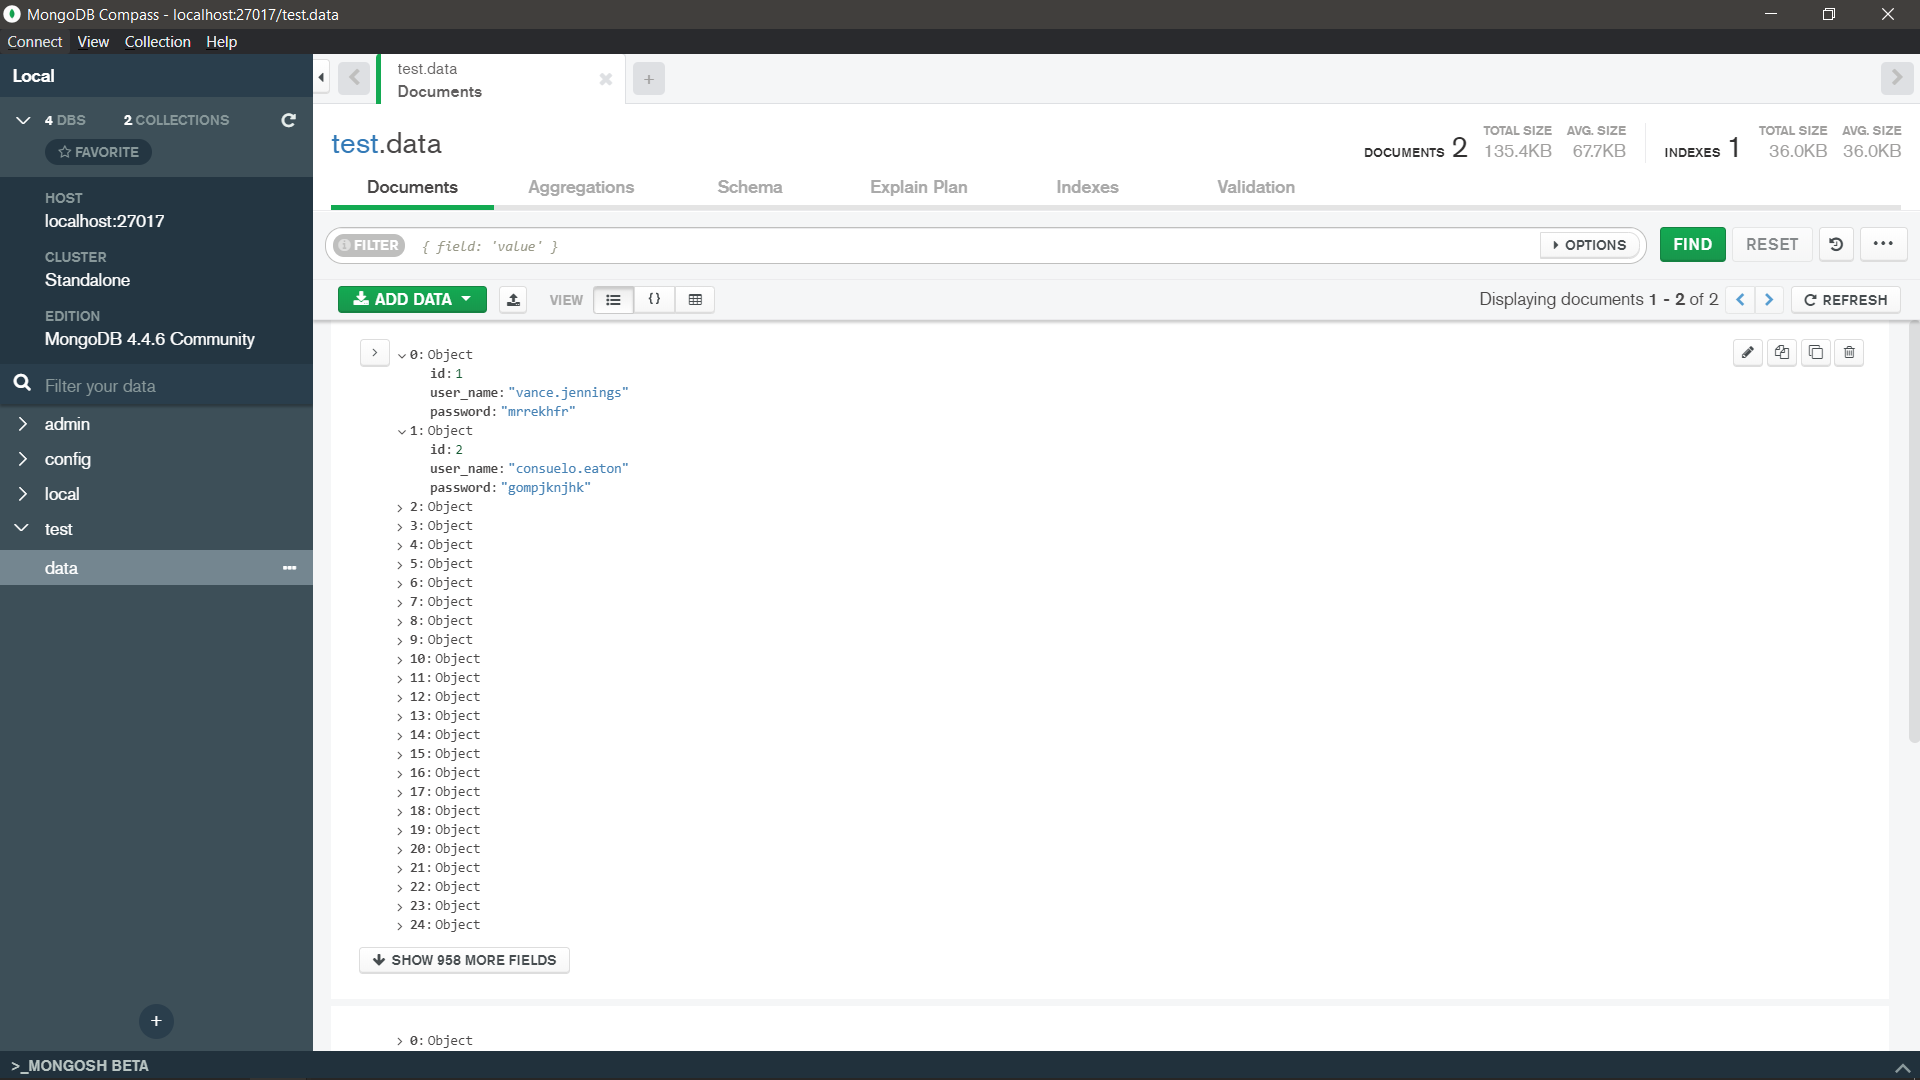 MongoDB Compass - localhost:27017/test.data
Connect View Collection Help
Local
4 DBS 2 COLLECTIONS
FAVORITE
HOST
localhost:27017
CLUSTER
Standalone
EDITION
MongoDB 4.4.6 Community
Filter your data
admin
config
local
test
data
>_MONGOSH BETA
test.data
Documents
test.data
DOCUMENTS 2
TOTAL SIZE
135.4KB
AVG. SIZE
67.7KB
INDEXES 1
TOTAL SIZE
36.0KB
AVG. SIZE
36.0KB
Documents Aggregations Schema Explain Plan Indexes Validation
FILTER { field: 'value' } OPTIONS FIND RESET
ADD DATA VIEW Displaying documents 1 - 2 of 2 REFRESH
0: Object
id: 1
user_name: "vance.jennings"
password: "mrrekhfr"
1: Object
id: 2
user_name: "consuelo.eaton"
password: "gompjknjhk"
2: Object
3: Object
4: Object
5: Object
6: Object
7: Object
8: Object
9: Object
10: Object
11: Object
12: Object
13: Object
14: Object
15: Object
16: Object
17: Object
18: Object
19: Object
20: Object
21: Object
22: Object
23: Object
24: Object
SHOW 958 MORE FIELDS
0: Object